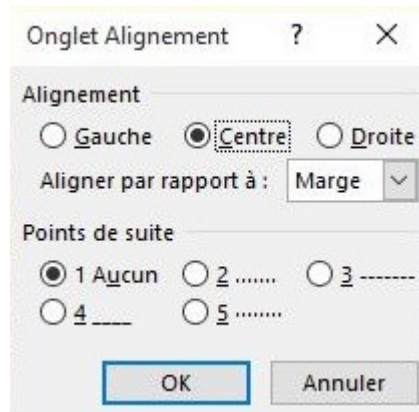 Onglet Alignement ? ×
Alignement
Gauche Centre Droite
Aligner par rapport à : Marge
Points de suite
1 Aucun 2 ....... 3 -------
4 ____ 5 ........
OK Annuler